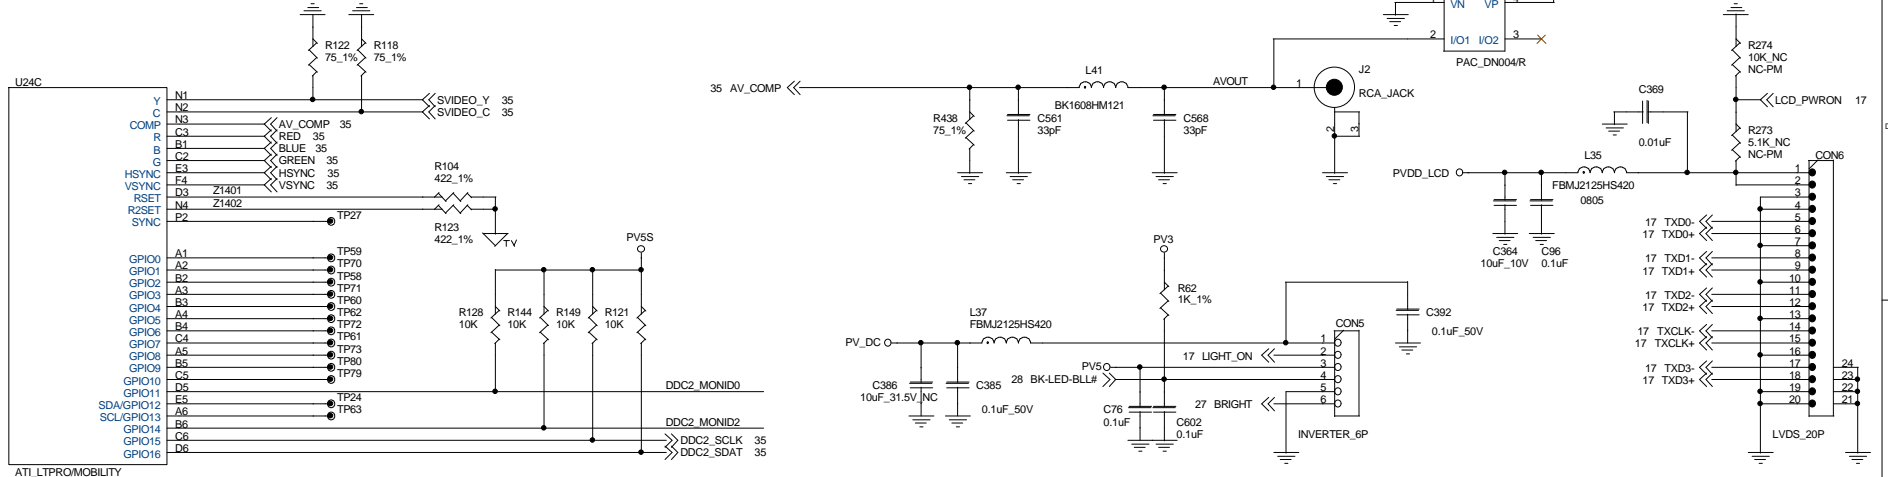 U24C
Y N1
C N2
COMP N3
R C3
B B1
G C2
HSYNC E3
VSYNC F4
RSET D3 Z1401
R2SET N4 Z1402
SYNC P2 TP27
GPIO0 A1 TP59
GPIO1 A2 TP70
GPIO2 B2 TP58
GPIO3 A3 TP71
GPIO4 B3 TP60
GPIO5 A4 TP62
GPIO6 B4 TP72
GPIO7 C4 TP61
GPIO8 A5 TP73
GPIO9 B5 TP80
GPIO10 C5 TP79
GPIO11 D5 DDC2_MONID0
SDA/GPIO12 E5 TP24
SCL/GPIO13 A6 TP63
GPIO14 B6 DDC2_MONID2
GPIO15 C6 DDC2_SCLK 35
GPIO16 D6 DDC2_SDAT 35
ATI_LTPRO/MOBILITY
R122
75_1%
R118
75_1%
SVIDEO_Y 35
SVIDEO_C 35
AV_COMP 35
RED 35
BLUE 35
GREEN 35
HSYNC 35
VSYNC 35
R104
422_1%
R123
422_1%
TV
PV5S
R128
10K
R144
10K
R149
10K
R121
10K
35 AV_COMP
R438
75_1%
C561
33pF
L41
BK1608HM121
C568
33pF
AVOUT
1
J2
RCA_JACK
2
3
VN VP
2 I/O1 I/O2 3
PAC_DN004/R
PV_DC
L37
FBMJ2125HS420
C386
10uF_31.5V_NC
C385
0.1uF_50V
PV3
R62
1K_1%
17 LIGHT_ON
PV5
28 BK-LED-BLL#
27 BRIGHT
C76
0.1uF
C602
0.1uF
CON5
1
2
3
4
5
6
INVERTER_6P
C392
0.1uF_50V
R274
10K_NC
NC-PM
LCD_PWRON 17
R273
5.1K_NC
NC-PM
C369
0.01uF
PVDD_LCD
L35
FBMJ2125HS420
0805
C364
10uF_10V
C96
0.1uF
CON6
1
2
3
4
17 TXD0- 5
17 TXD0+ 6
7
17 TXD1- 8
17 TXD1+ 9
10
17 TXD2- 11
17 TXD2+ 12
13
17 TXCLK- 14
17 TXCLK+ 15
16
17 TXD3- 17
17 TXD3+ 18
19
20
24
23
22
21
LVDS_20P